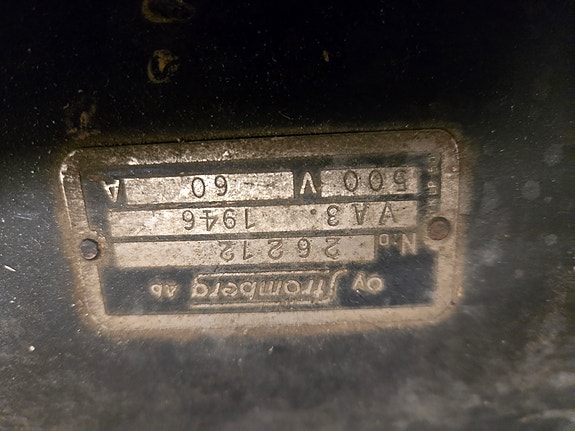 OY Strömberg AB
No 26212
VA3. 1946
500 V 60 A